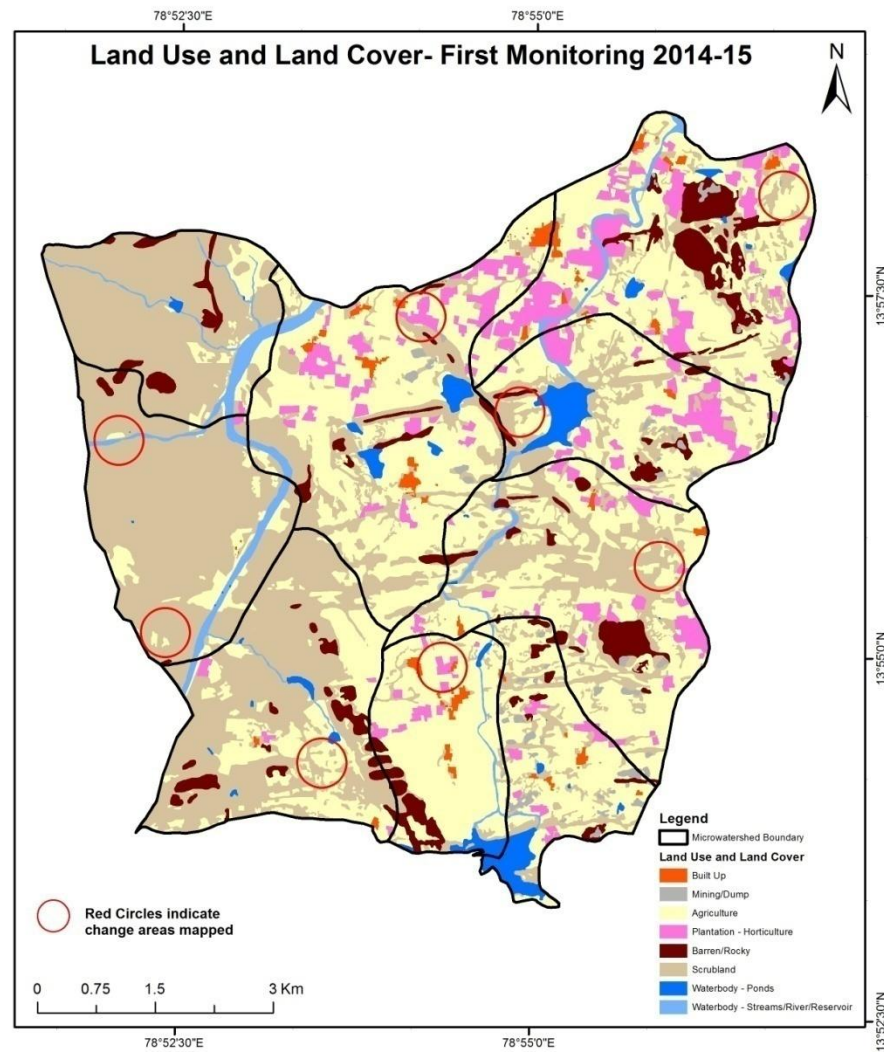 78°52'30"E
78°55'0"E
Land Use and Land Cover- First Monitoring 2014-15
N
13°57'30"N
13°55'0"N
Legend
Microwatershed Boundary
Land Use and Land Cover
Built Up
Mining/Dump
Agriculture
Plantation - Horticulture
Barren/Rocky
Scrubland
Waterbody - Ponds
Waterbody - Streams/River/Reservoir
Red Circles indicate
change areas mapped
0 0.75 1.5 3 Km
13°52'30"N
78°52'30"E
78°55'0"E